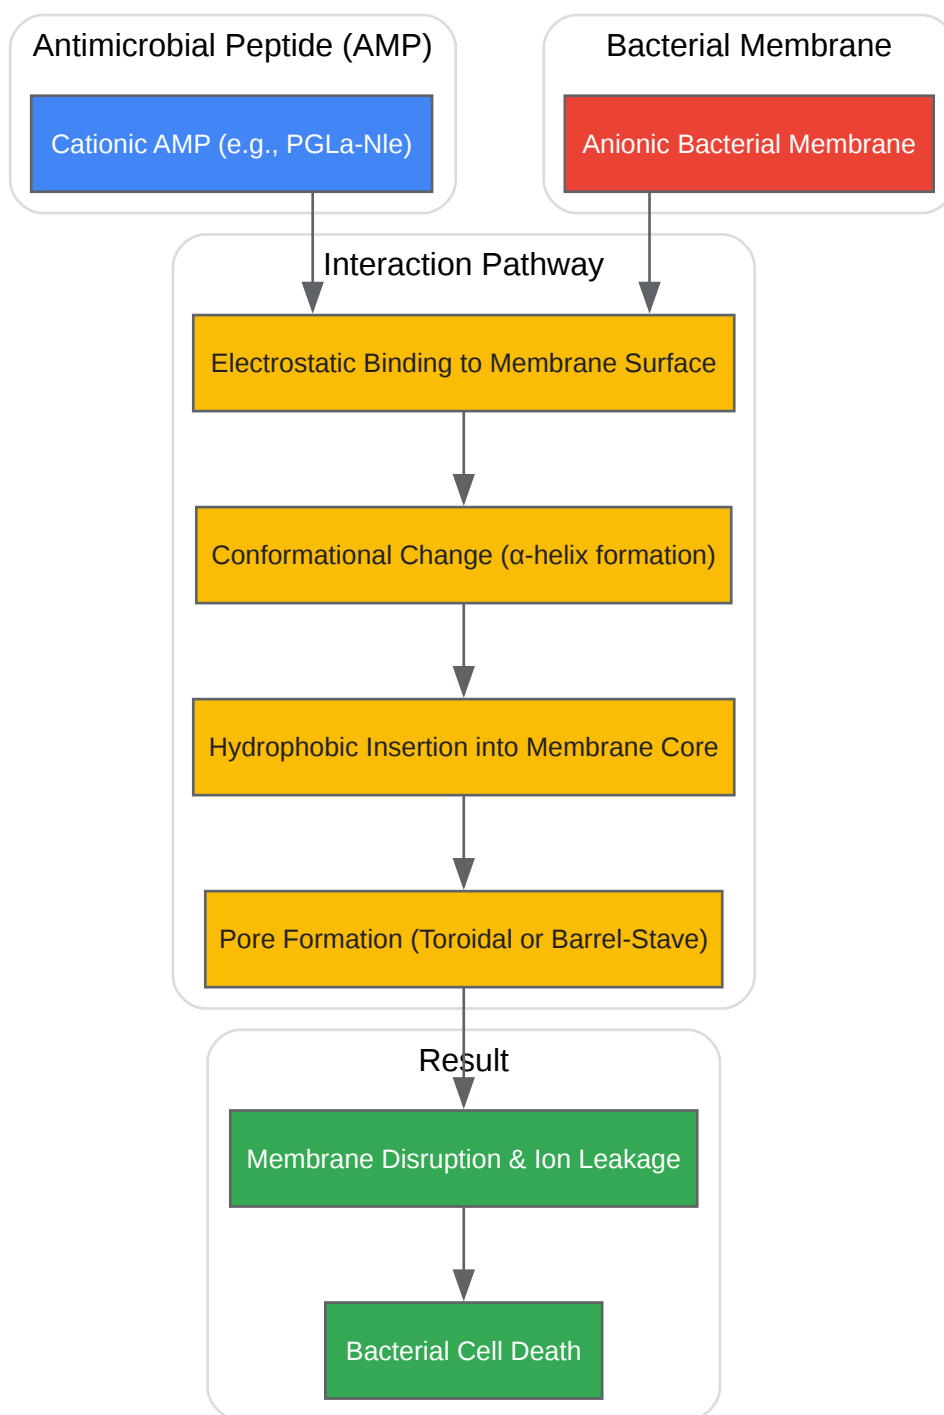 Antimicrobial Peptide (AMP)
Bacterial Membrane
Cationic AMP (e.g., PGLa-Nle)
Anionic Bacterial Membrane
Interaction Pathway
Electrostatic Binding to Membrane Surface
Conformational Change (α-helix formation)
Hydrophobic Insertion into Membrane Core
Pore Formation (Toroidal or Barrel-Stave)
Result
Membrane Disruption & Ion Leakage
Bacterial Cell Death